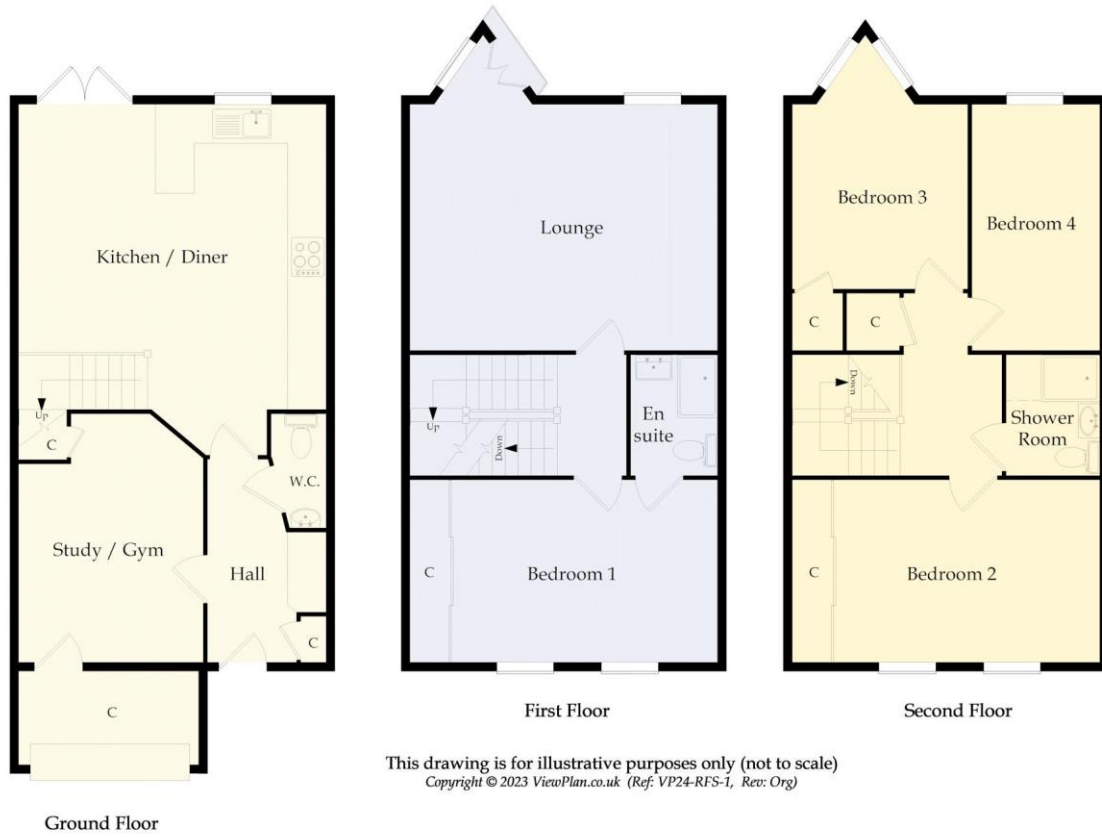 Kitchen / Diner
Up
C
W.C.
Study / Gym
Hall
C
C
Ground Floor
Lounge
Up
Down
En
suite
C
Bedroom 1
First Floor
Bedroom 3
Bedroom 4
C
C
Down
Shower
Room
C
Bedroom 2
Second Floor
This drawing is for illustrative purposes only (not to scale)
Copyright © 2023 ViewPlan.co.uk (Ref: VP24-RFS-1, Rev: Org)